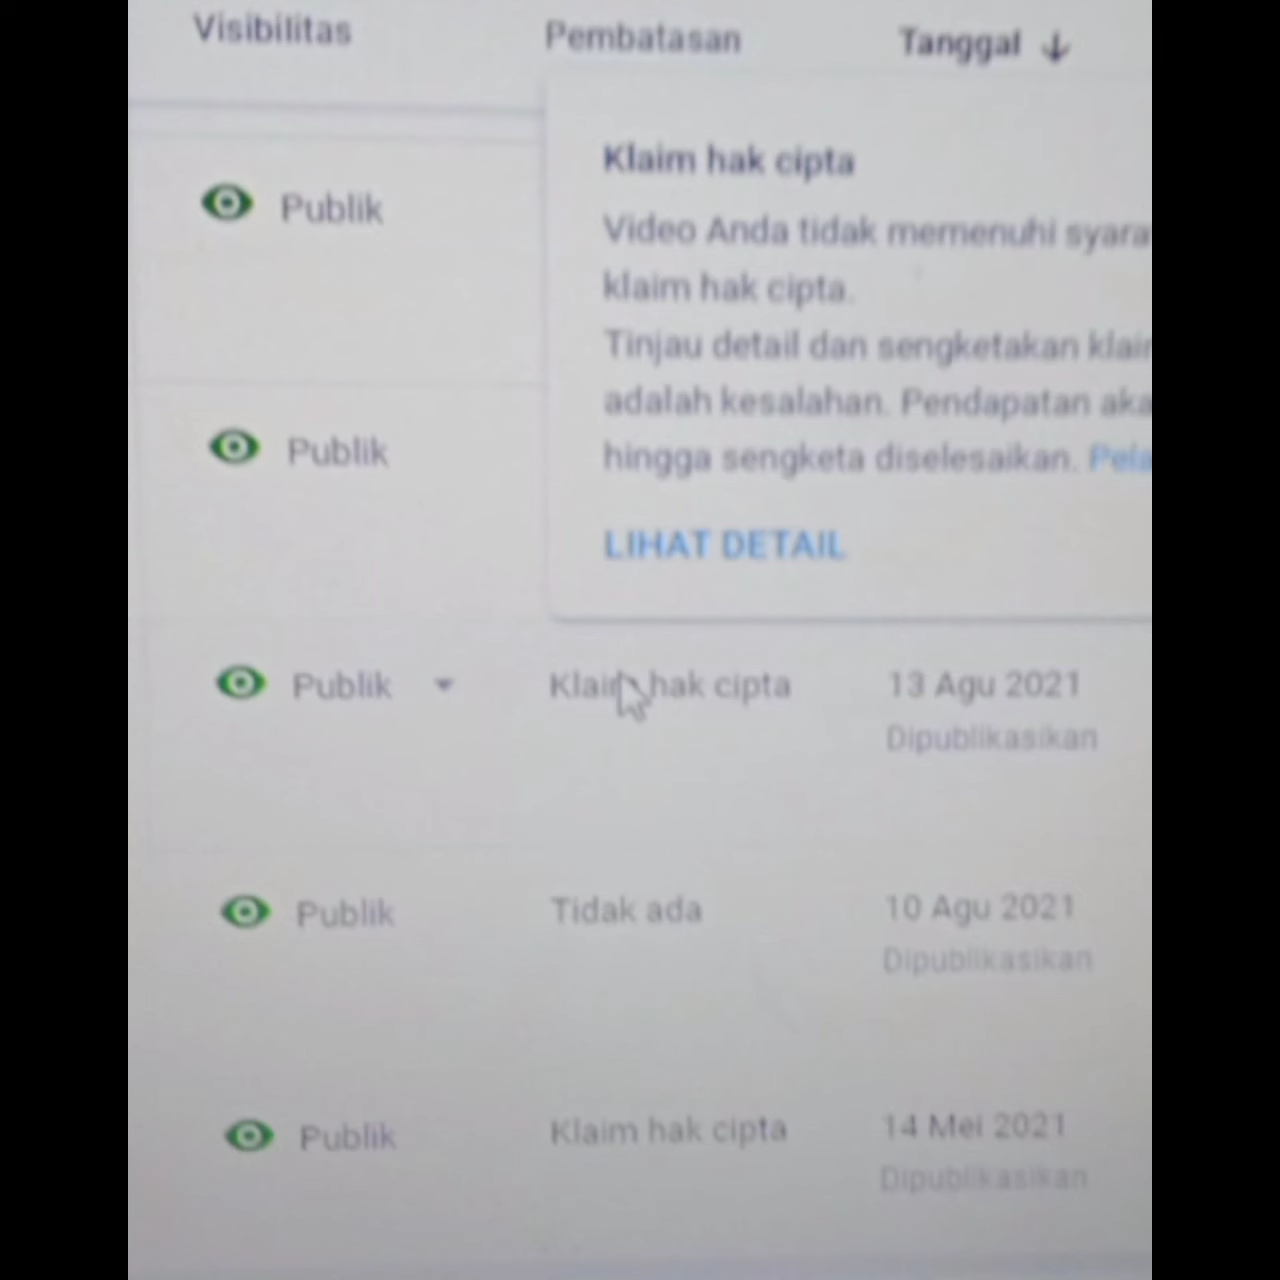 Visibilitas Pembatasan Tanggal
Publik
Klaim hak cipta
Video Anda tidak memenuhi
klaim hak cipta.
Tinjau detail dan sengketakan
adalah kesalahan. Pendapatan
hingga sengketa diselesaikan.
Publik
LIHAT DETAIL
Publik Klaim hak cipta 13 Agu 2021
Dipublikasikan
Publik Tidak ada 10 Agu 2021
Dipublikasikan
Publik Klaim hak cipta 14 Mei 2021
Dipublikasikan